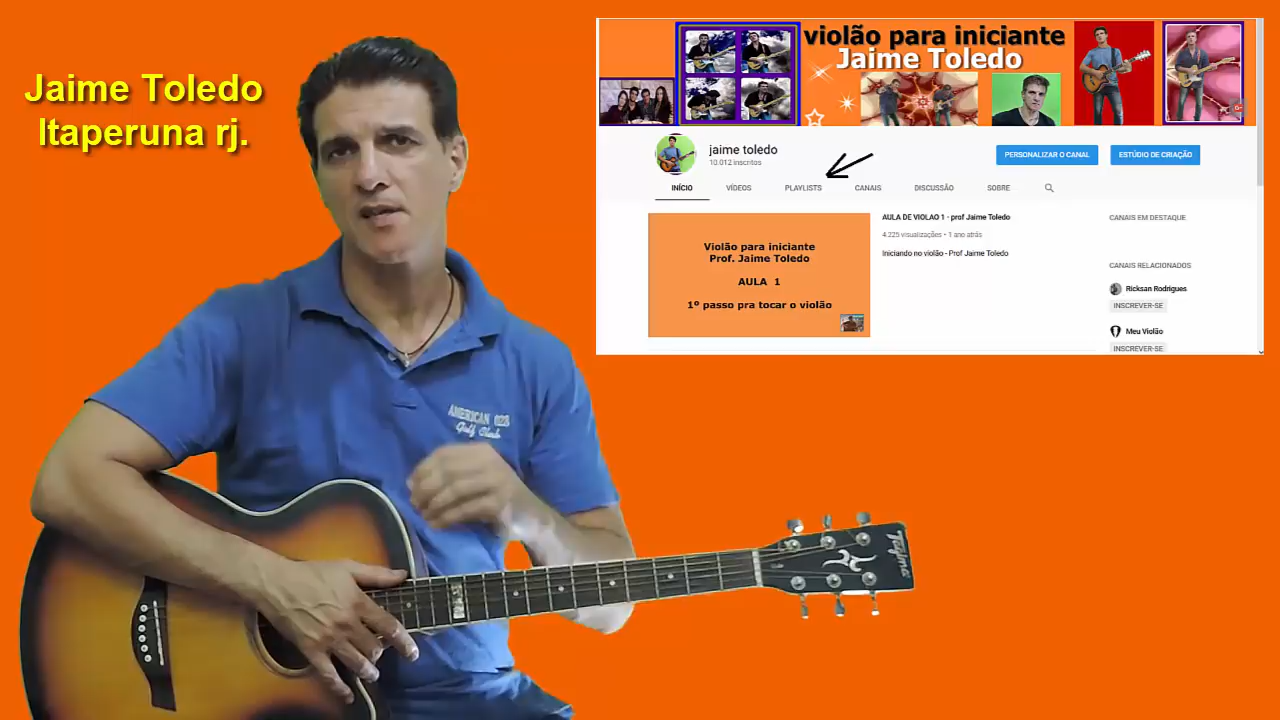 Jaime Toledo
Itaperuna rj.
violão para iniciante
Jaime Toledo
jaime toledo
10.012 inscritos
PERSONALIZAR O CANAL
ESTÚDIO DE CRIAÇÃO
INÍCIO VÍDEOS PLAYLISTS CANAIS DISCUSSÃO SOBRE
Violão para iniciante
Prof. Jaime Toledo
AULA 1
1º passo pra tocar o violão
AULA DE VIOLAO 1 - prof Jaime Toledo
4.225 visualizações • 1 ano atrás
Iniciando no violão - Prof Jaime Toledo
CANAIS EM DESTAQUE
CANAIS RELACIONADOS
Ricksan Rodrigues
INSCREVER-SE
Meu Violão
INSCREVER-SE
AMERICAN 023
Golf Club
Tagima